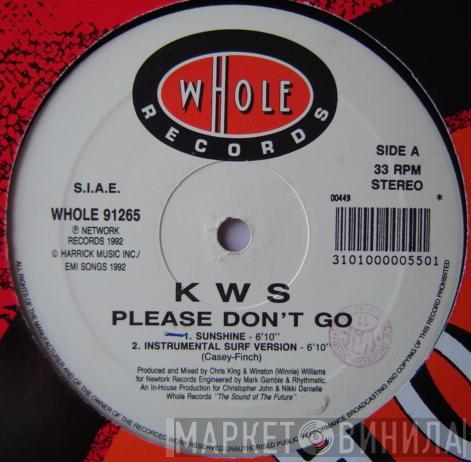 WHOLE
RECORDS
SIDE A
33 RPM
STEREO
S.I.A.E.
WHOLE 91265
℗ NETWORK
RECORDS 1992
© HARRICK MUSIC INC./
EMI SONGS 1992
00449 *
3101000005501
K W S
PLEASE DON'T GO
1. SUNSHINE - 6'10"
2. INSTRUMENTAL SURF VERSION - 6'10"
(Casey-Finch)
Produced and Mixed by Chris King & Winston (Winnie) Williams
for Newtork Records Engineered by Mark Gamble & Rhythmatic.
An In-House Production for Christopher John & Nikki Danielle
Whole Records "The Sound of The Future"
ALL RIGHTS OF THE MANUFACTURER AND OF THE OWNER OF THE RECORDED WORK RESERVED UNAUTHORISED PUBLIC PERFORMANCE BROADCASTING AND COPYING OF THIS RECORD PROHIBITED
МАРКЕТ ВИНИЛА